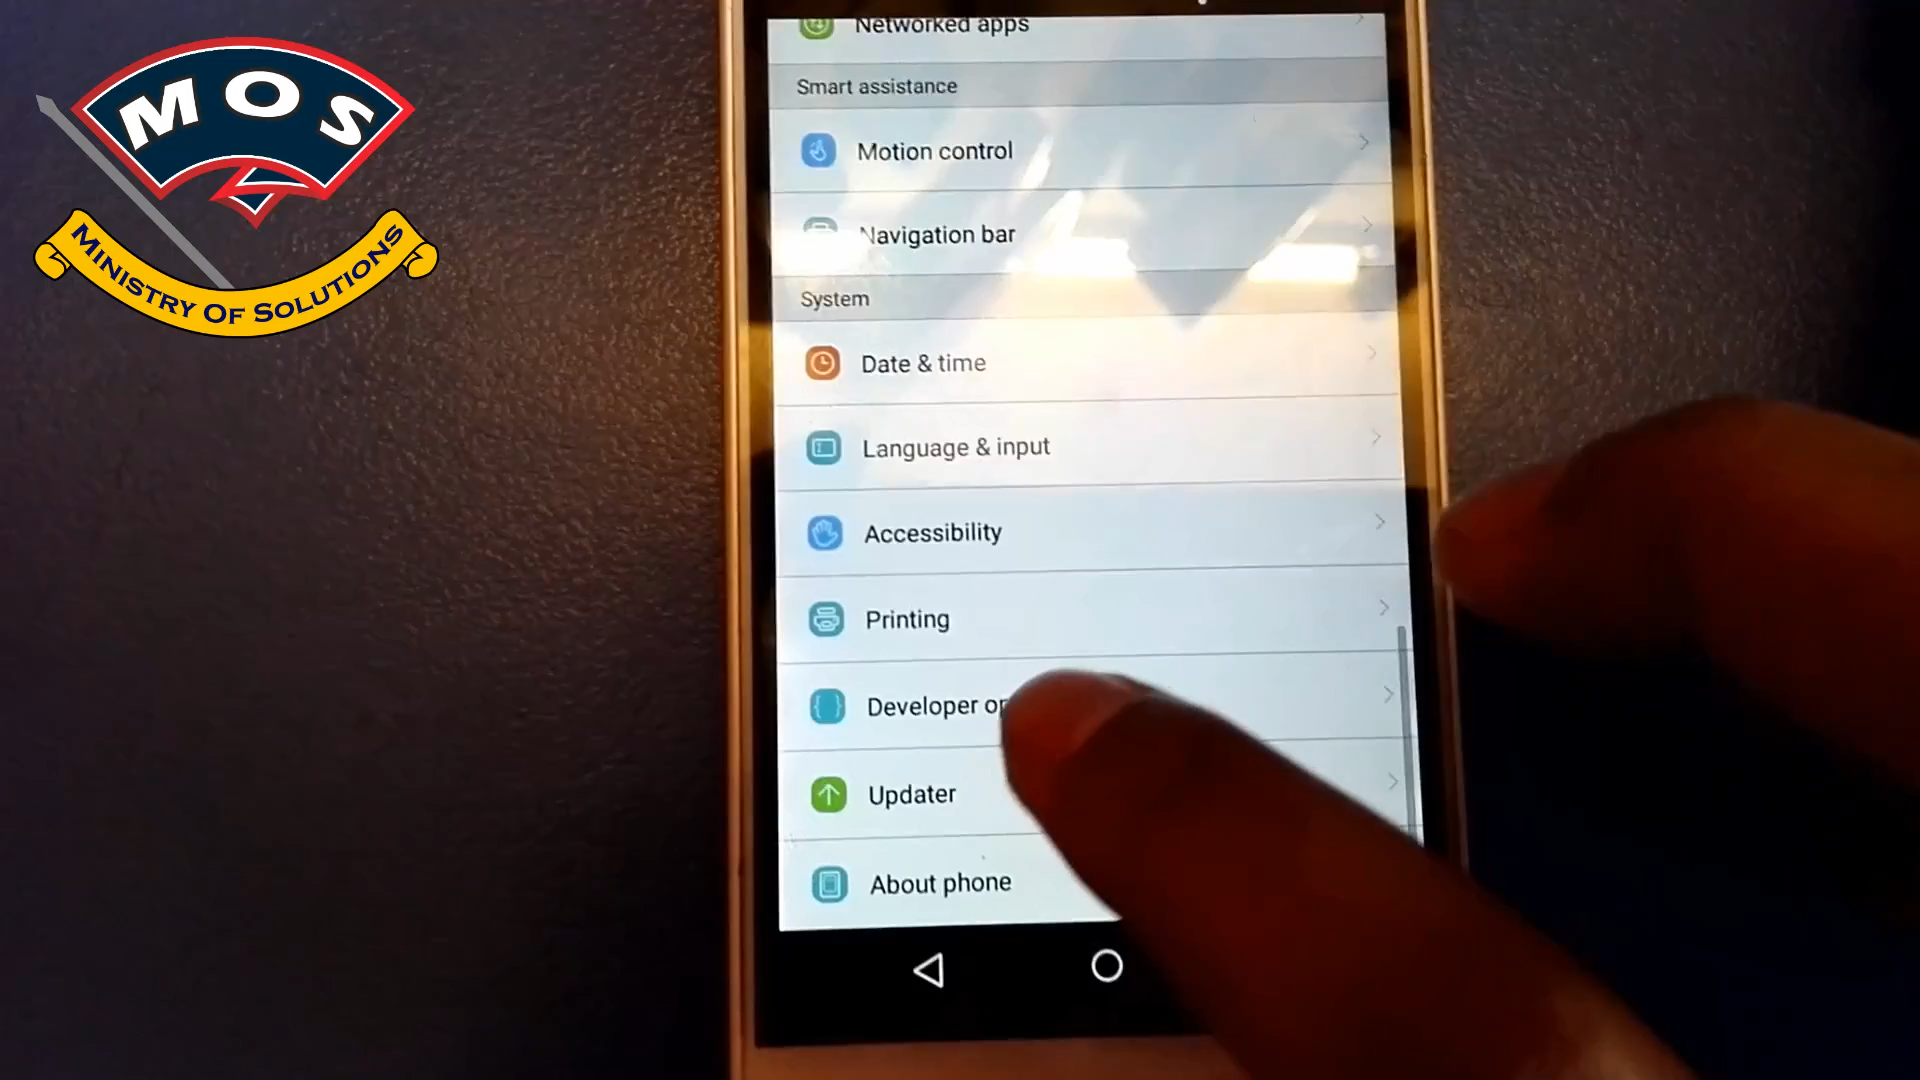 MOS
MINISTRY OF SOLUTIONS
Networked apps
Smart assistance
Motion control
Navigation bar
System
Date & time
Language & input
Accessibility
Printing
Developer op
Updater
About phone